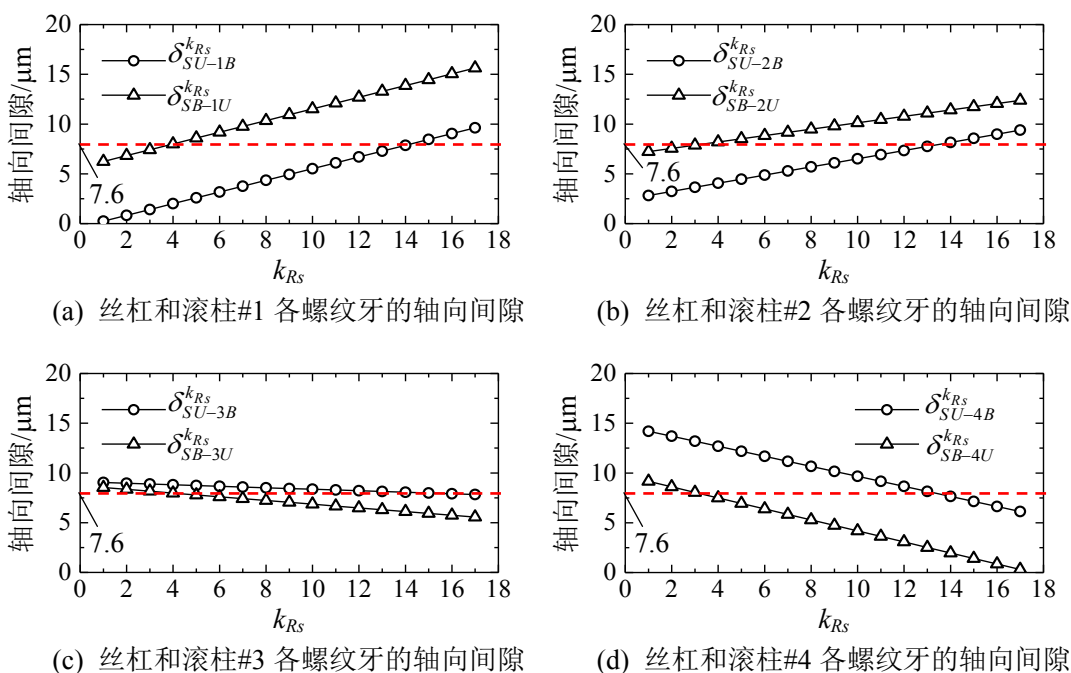 20
15
10
5
0
轴向间隙/μm
δ_{SU-1B}^{k_{Rs}}
δ_{SB-1U}^{k_{Rs}}
7.6
0 2 4 6 8 10 12 14 16 18
k_{Rs}
(a) 丝杠和滚柱#1 各螺纹牙的轴向间隙
20
15
10
5
0
轴向间隙/μm
δ_{SU-2B}^{k_{Rs}}
δ_{SB-2U}^{k_{Rs}}
7.6
0 2 4 6 8 10 12 14 16 18
k_{Rs}
(b) 丝杠和滚柱#2 各螺纹牙的轴向间隙
20
15
10
5
0
轴向间隙/μm
δ_{SU-3B}^{k_{Rs}}
δ_{SB-3U}^{k_{Rs}}
7.6
0 2 4 6 8 10 12 14 16 18
k_{Rs}
(c) 丝杠和滚柱#3 各螺纹牙的轴向间隙
20
15
10
5
0
轴向间隙/μm
δ_{SU-4B}^{k_{Rs}}
δ_{SB-4U}^{k_{Rs}}
7.6
0 2 4 6 8 10 12 14 16 18
k_{Rs}
(d) 丝杠和滚柱#4 各螺纹牙的轴向间隙